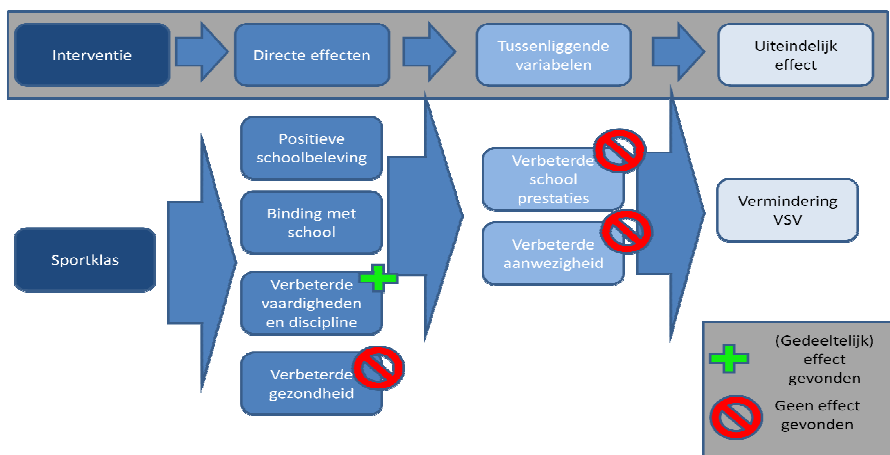 Interventie
Directe effecten
Tussenliggende
variabelen
Uiteindelijk
effect
Sportklas
Positieve
schoolbeleving
Binding met
school
Verbeterde
vaardigheden
en discipline
Verbeterde
gezondheid
Verbeterde
school
prestaties
Verbeterde
aanwezigheid
Vermindering
VSV
(Gedeeltelijk)
effect
gevonden
Geen effect
gevonden